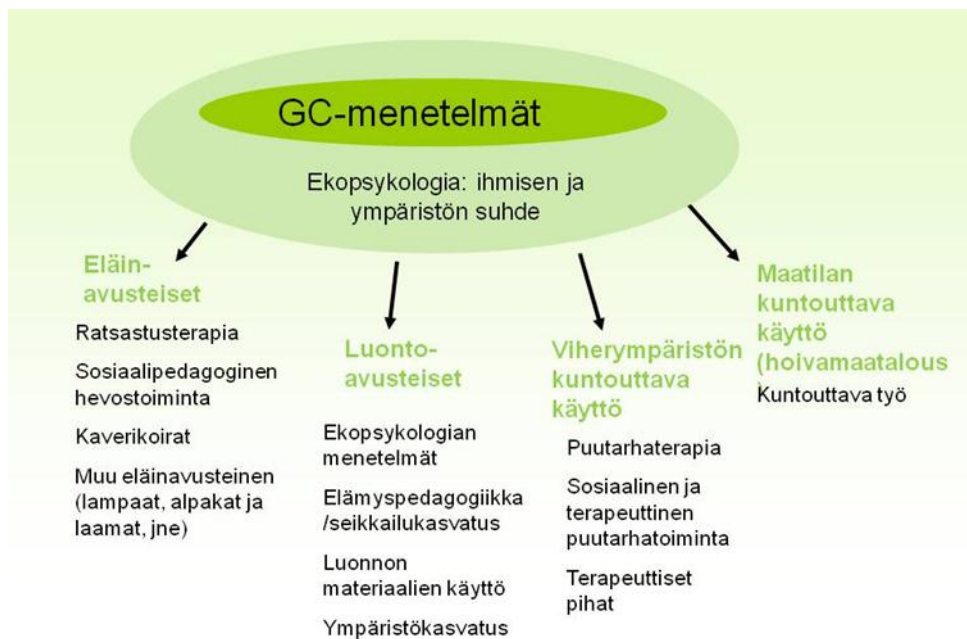 GC-menetelmät
Ekopsykologia: ihmisen ja
ympäristön suhde
Eläin-
avusteiset
Ratsastusterapia
Sosiaalipedagoginen
hevostoiminta
Kaverikoirat
Muu eläinavusteinen
(lampaat, alpakat ja
laamat, jne)
Luonto-
avusteiset
Ekopsykologian
menetelmät
Elämyspedagogiikka
/seikkailukasvatus
Luonnon
materiaalien käyttö
Ympäristökasvatus
Viherympäristön
kuntouttava
käyttö
Puutarhaterapia
Sosiaalinen ja
terapeuttinen
puutarhatoiminta
Terapeuttiset
pihat
Maatilan
kuntouttava
käyttö
(hoivamaatalous
)
Kuntouttava työ